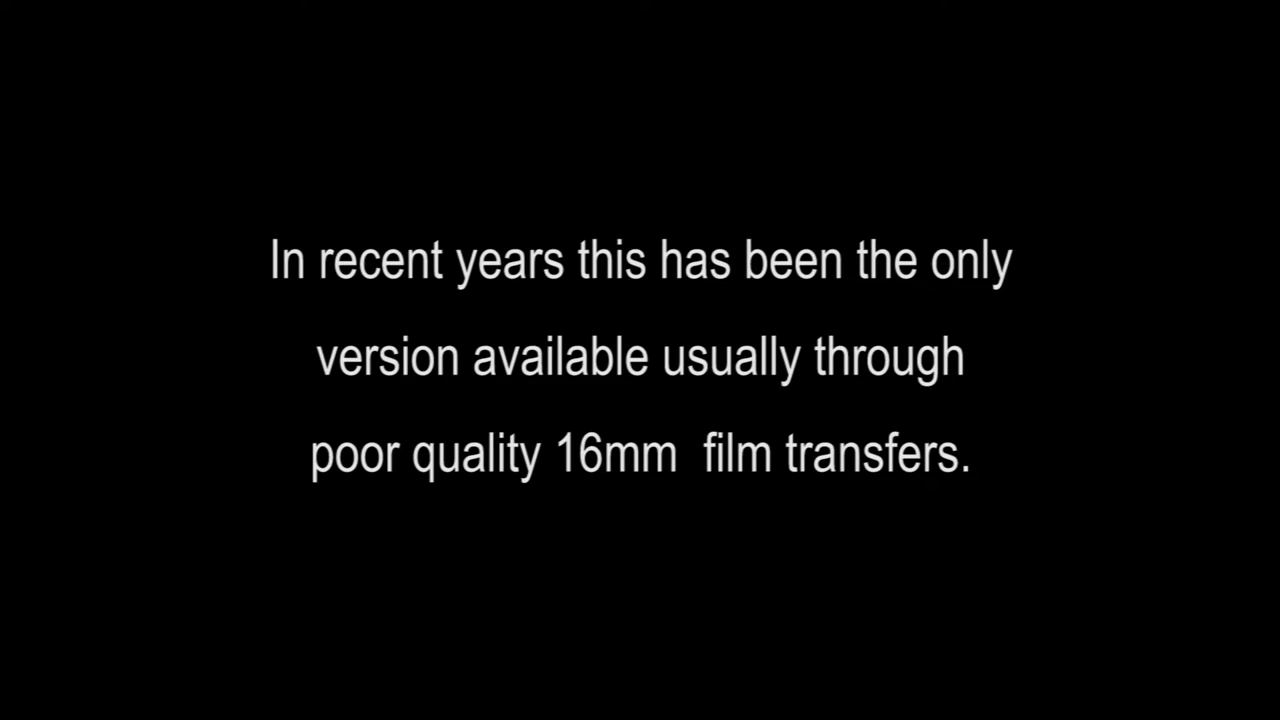 In recent years this has been the only
version available usually through
poor quality 16mm  film transfers.